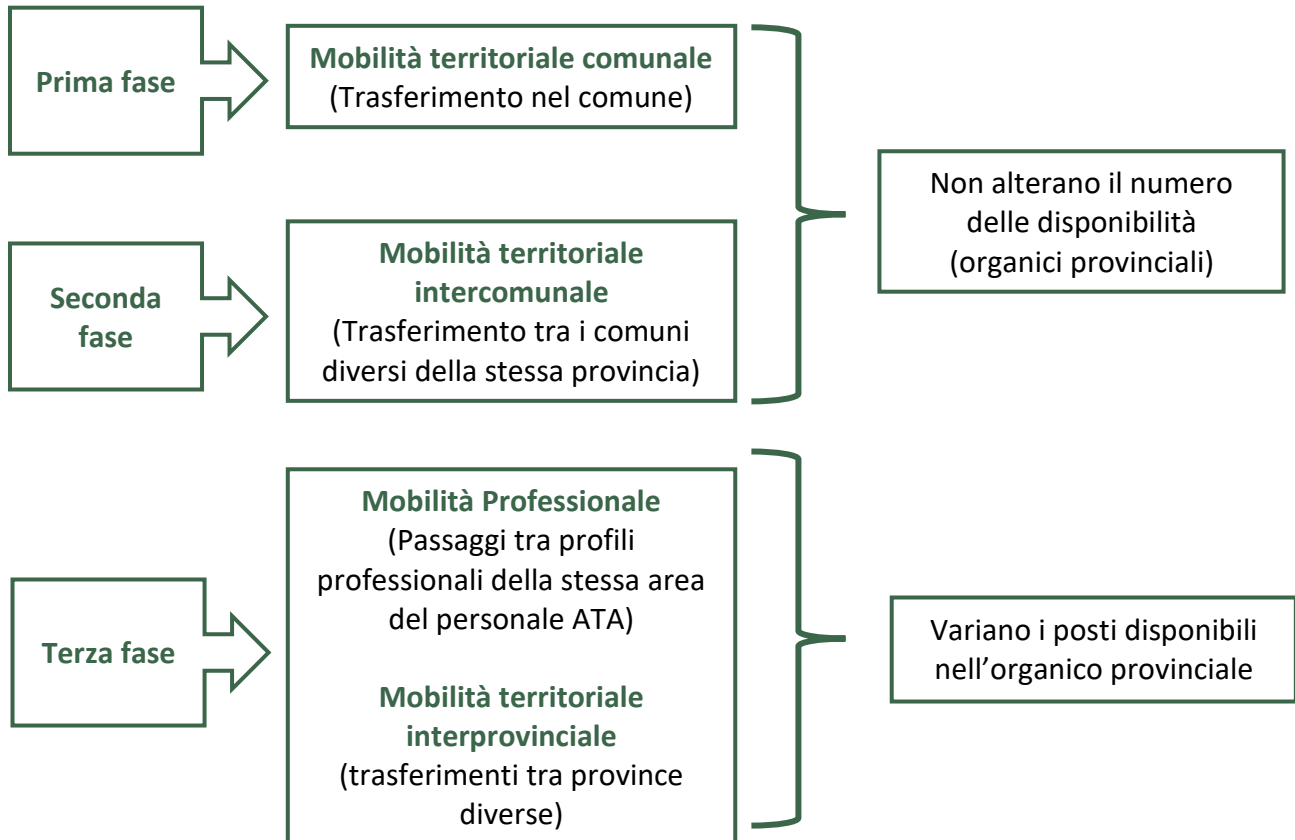 Prima fase
Mobilità territoriale comunale
(Trasferimento nel comune)
Non alterano il numero
delle disponibilità
(organici provinciali)
Seconda
fase
Mobilità territoriale
intercomunale
(Trasferimento tra i comuni
diversi della stessa provincia)
Terza fase
Mobilità Professionale
(Passaggi tra profili
professionali della stessa area
del personale ATA)
Mobilità territoriale
interprovinciale
(trasferimenti tra province
diverse)
Variano i posti disponibili
nell’organico provinciale